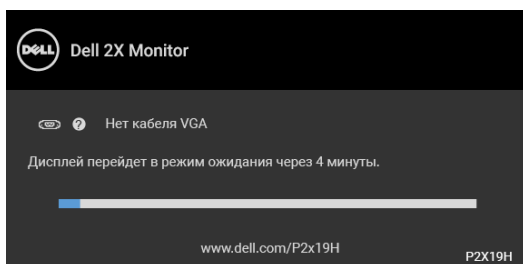 DELL Dell 2X Monitor
Нет кабеля VGA
Дисплей перейдет в режим ожидания через 4 минуты.
www.dell.com/P2x19H
P2X19H